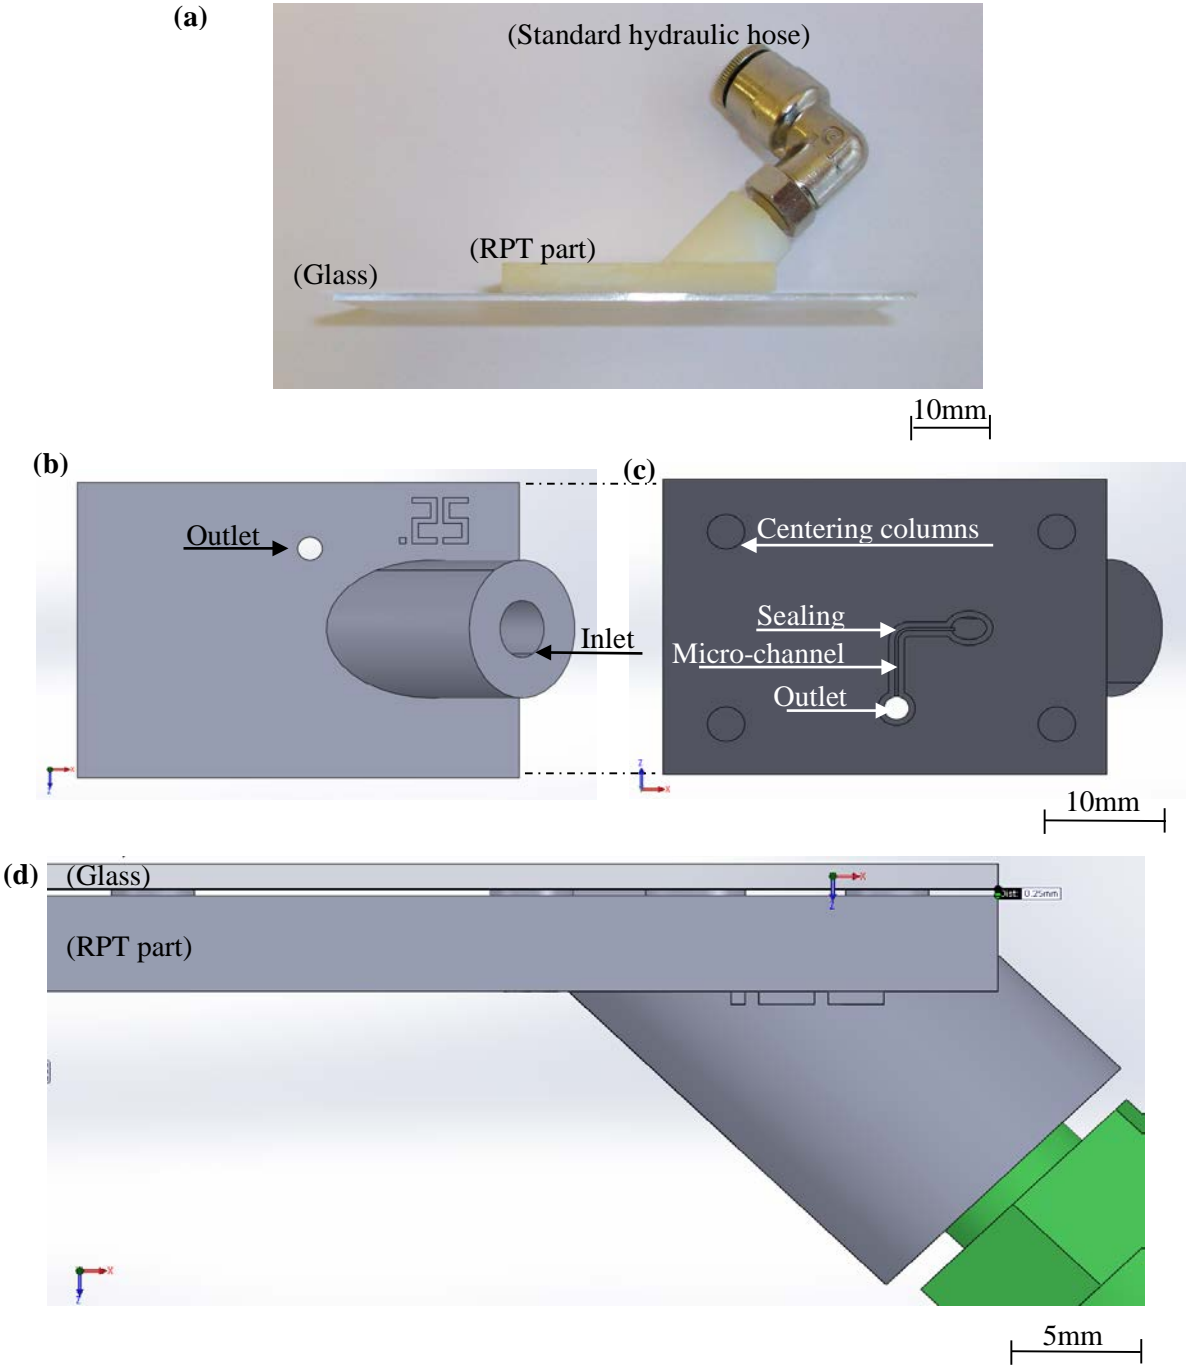 (a)
(Standard hydraulic hose)
(RPT part)
(Glass)
10mm
(b)
(c)
.25
Outlet
Centering columns
Sealing
Inlet
Micro-channel
Outlet
x
z
z
x
10mm
(d)
(Glass)
x
z
Dist: 0.25mm
(RPT part)
x
z
5mm